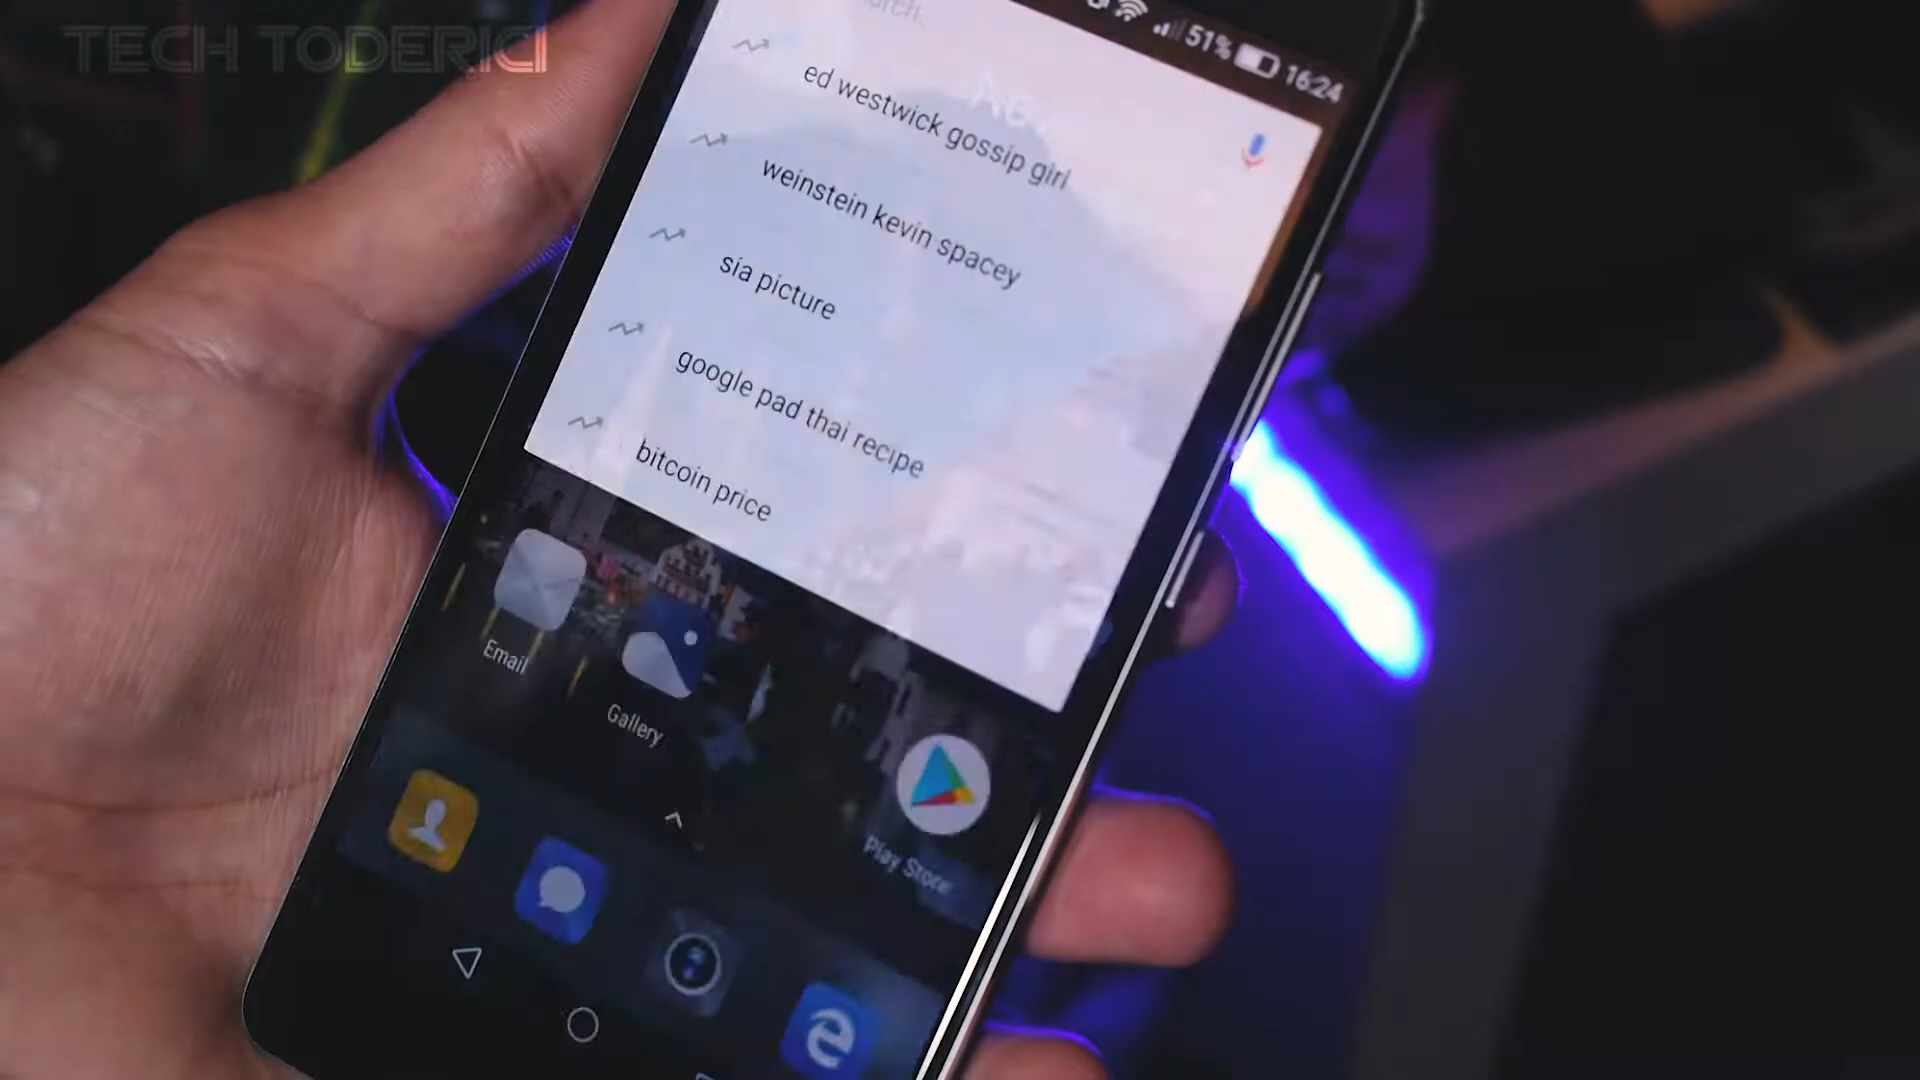 TECH TODERICI
51% 16:24
ed westwick gossip girl
weinstein kevin spacey
sia picture
google pad thai recipe
bitcoin price
Email
Gallery
Play Store